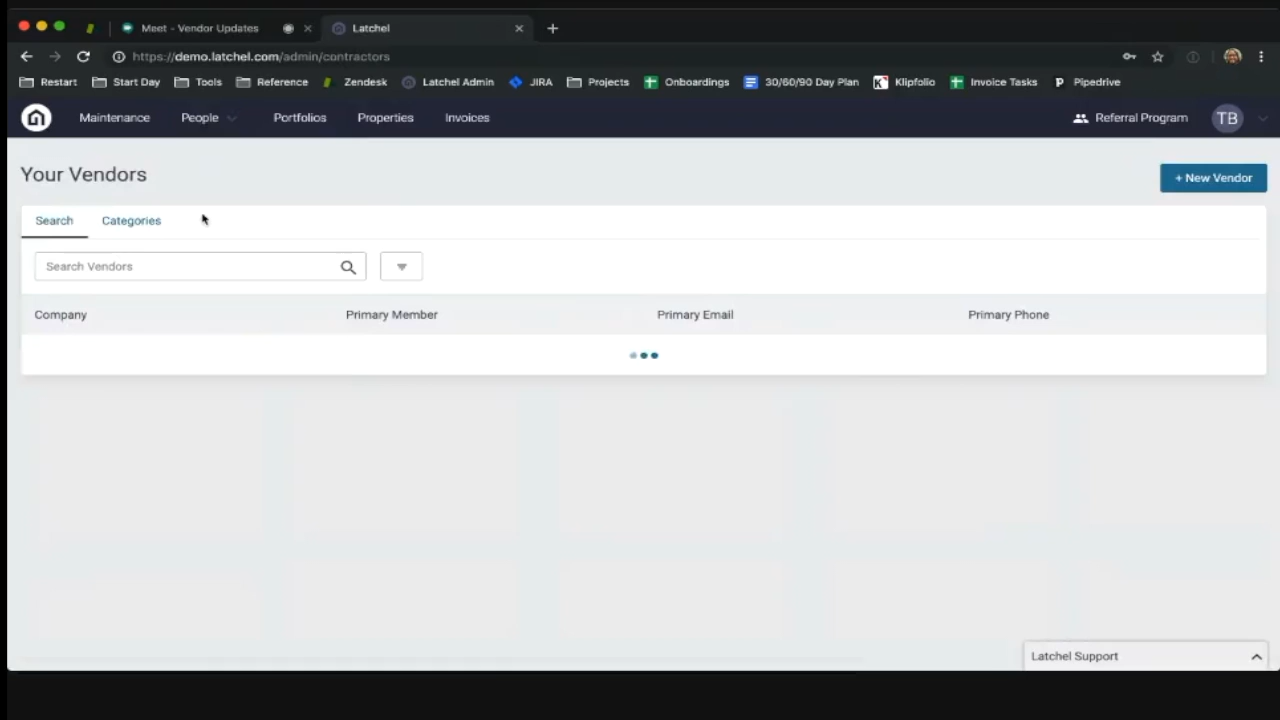 Meet - Vendor Updates Latchel
https://demo.latchel.com/admin/contractors
Restart Start Day Tools Reference Zendesk Latchel Admin JIRA Projects Onboardings 30/60/90 Day Plan Klipfolio Invoice Tasks Pipedrive
Maintenance People Portfolios Properties Invoices Referral Program TB
Your Vendors
+ New Vendor
Search Categories
Search Vendors
Company Primary Member Primary Email Primary Phone
Latchel Support